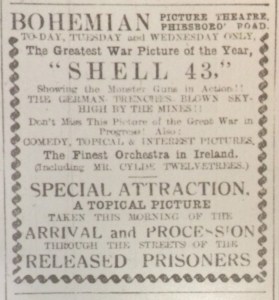 BOHEMIAN PICTURE THEATRE,
PHIBSBORO' ROAD.
TO-DAY, TUESDAY and WEDNESDAY ONLY,
The Greatest War Picture of the Year,
"SHELL 43,"
Showing the Monster Guns in Action!!
THE GERMAN TRENCHES BLOWN SKY-
HIGH BY THE MINES!!
Don't Miss This Picture of the Great War in
Progress! Also:
COMEDY, TOPICAL & INTEREST PICTURES,
The Finest Orchestra in Ireland.
(Including MR. CYLDE TWELVETREES.)
SPECIAL ATTRACTION.
A TOPICAL PICTURE
TAKEN THIS MORNING OF THE
ARRIVAL and PROCESSION
THROUGH THE STREETS OF THE
RELEASED PRISONERS